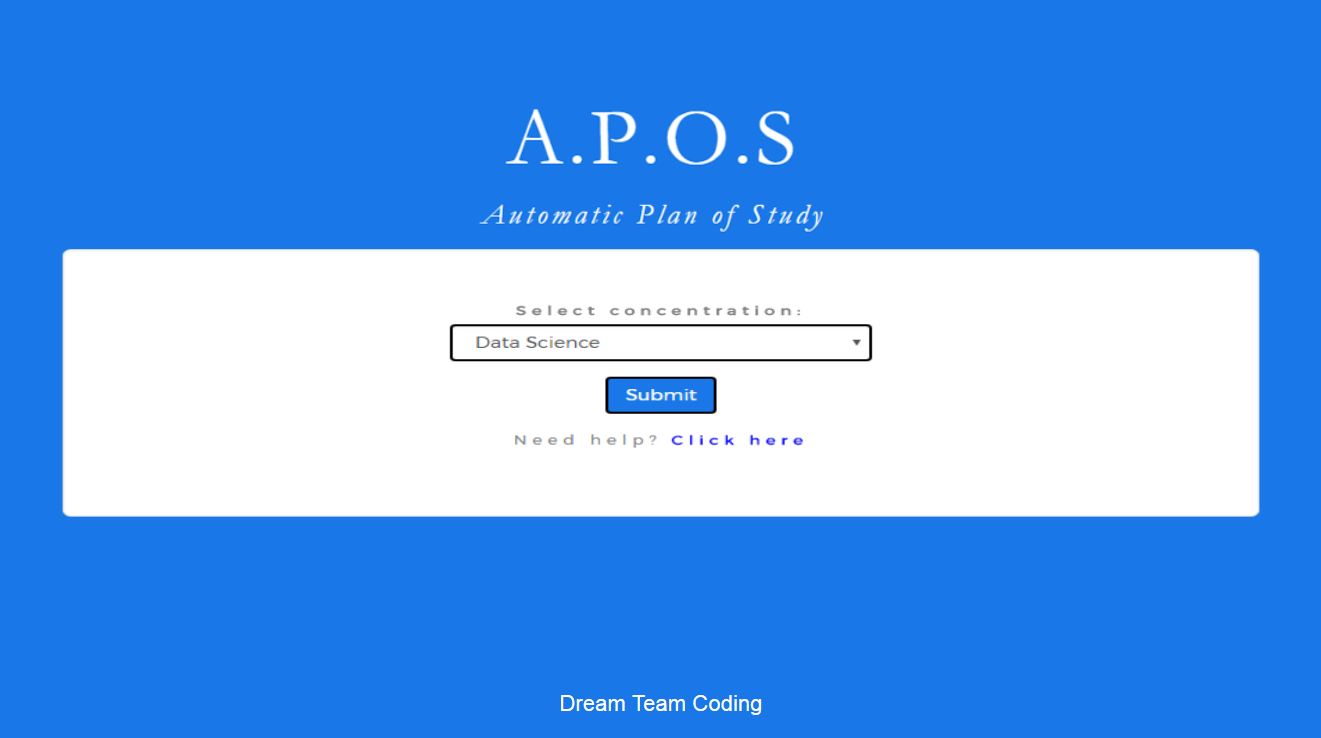 A.P.O.S
Automatic Plan of Study
Select concentration:
Data Science
Submit
Need help? Click here
Dream Team Coding